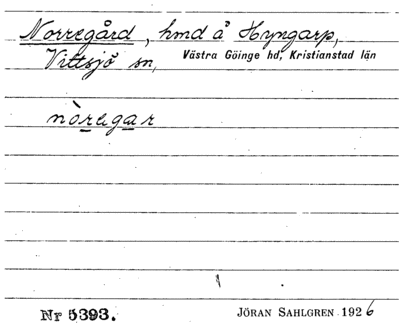 Norregård, hmd å Hyngarp,
Vittsjö sn, Västra Göinge hd, Kristianstad län
nòregar
Nr 5393. JÖRAN SAHLGREN 1926